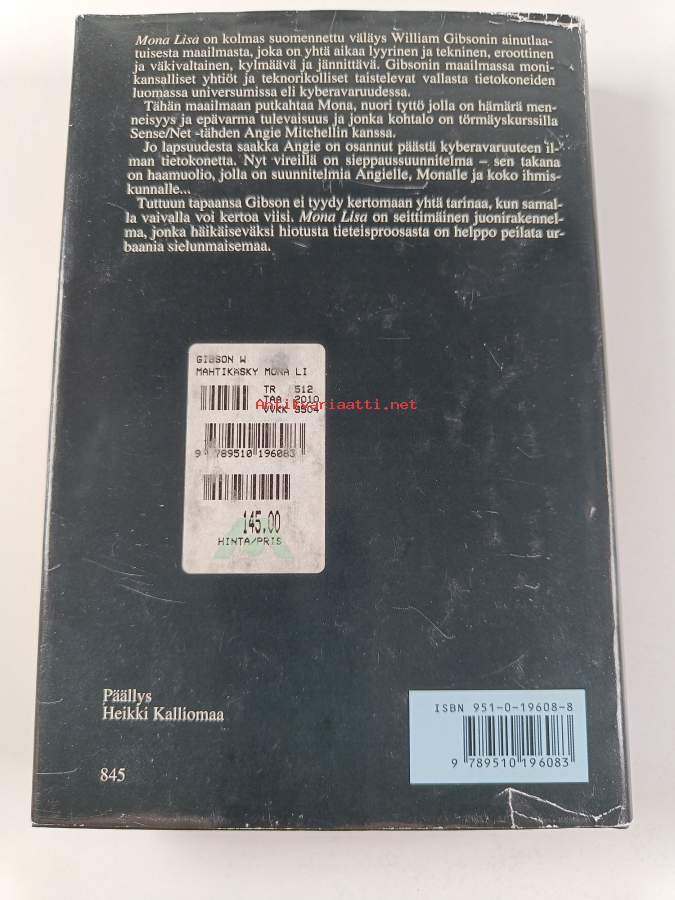 Mona Lisa on kolmas suomennettu väläys William Gibsonin ainutlaa-
tuisesta maailmasta, joka on yhtä aikaa lyyrinen ja tekninen, eroottinen
ja väkivaltainen, kylmäävä ja jännittävä. Gibsonin maailmassa moni-
kansalliset yhtiöt ja teknorikolliset taistelevat vallasta tietokoneiden
luomassa universumissa eli kyberavaruudessa.
Tähän maailmaan putkahtaa Mona, nuori tyttö jolla on hämärä men-
neisyys ja epävarma tulevaisuus ja jonka kohtalo on törmäyskurssilla
Sense/Net -tähden Angie Mitchellin kanssa.
Jo lapsuudesta saakka Angie on osannut päästä kyberavaruuteen il-
man tietokonetta. Nyt vireillä on sieppaussuunnitelma – sen takana
on haamuolio, jolla on suunnitelmia Angielle, Monalle ja koko ihmis-
kunnalle...
Tuttuun tapaansa Gibson ei tyydy kertomaan yhtä tarinaa, kun samal-
la vaivalla voi kertoa viisi. Mona Lisa on seittimäinen juonirakennel-
ma, jonka häikäiseväksi hiotusta tieteisproosasta on helppo peilata ur-
baania sielunmaisemaa.
GIBSON W
MAHTIKÄSKY MONA LI
TR 512
TAA 2010
VVKK 9504
Antikvariaatti.net
9 789510 196083
145.00
HINTA/PRIS
Päällys
Heikki Kalliomaa
845
ISBN 951-0-19608-8
9 789510 196083